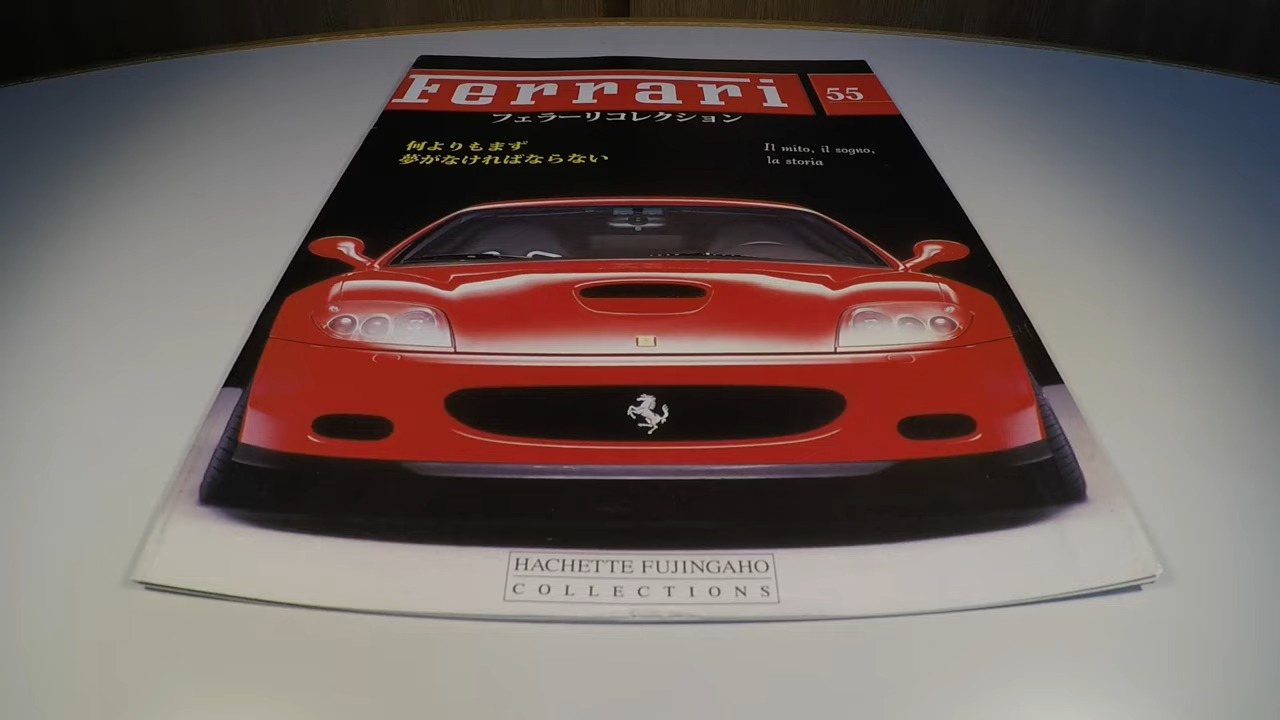 Ferrari
55
フェラーリコレクション
何よりもまず
夢がなければならない
Il mito, il sogno,
la storia
HACHETTE FUJINGAHO
COLLECTIONS